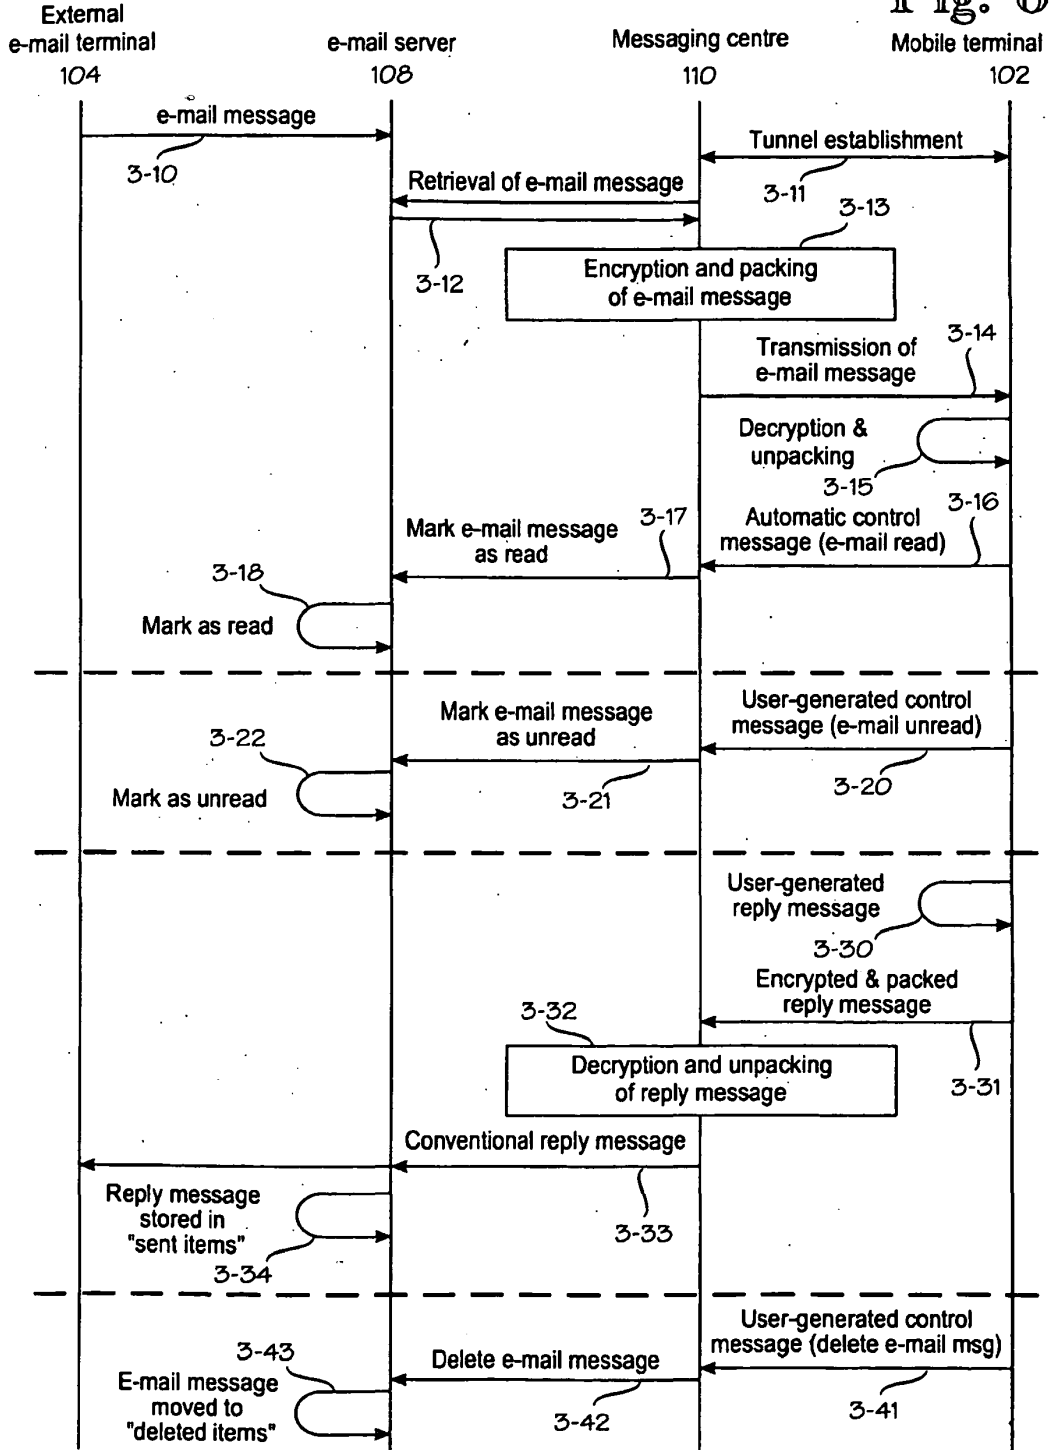 Fig.
External
e-mail terminal
104
e-mail server
108
Messaging centre
110
Mobile terminal
102
e-mail message
3-10
Tunnel establishment
3-11
Retrieval of e-mail message
3-12
3-13
Encryption and packing
of e-mail message
3-14
Transmission of
e-mail message
Decryption &
unpacking
3-15
3-16
Automatic control
message (e-mail read)
3-17
Mark e-mail message
as read
3-18
Mark as read
User-generated control
message (e-mail unread)
3-20
Mark e-mail message
as unread
3-21
3-22
Mark as unread
User-generated
reply message
3-30
Encrypted & packed
reply message
3-31
3-32
Decryption and unpacking
of reply message
Conventional reply message
3-33
Reply message
stored in
"sent items"
3-34
User-generated control
message (delete e-mail msg)
3-41
Delete e-mail message
3-42
3-43
E-mail message
moved to
"deleted items"